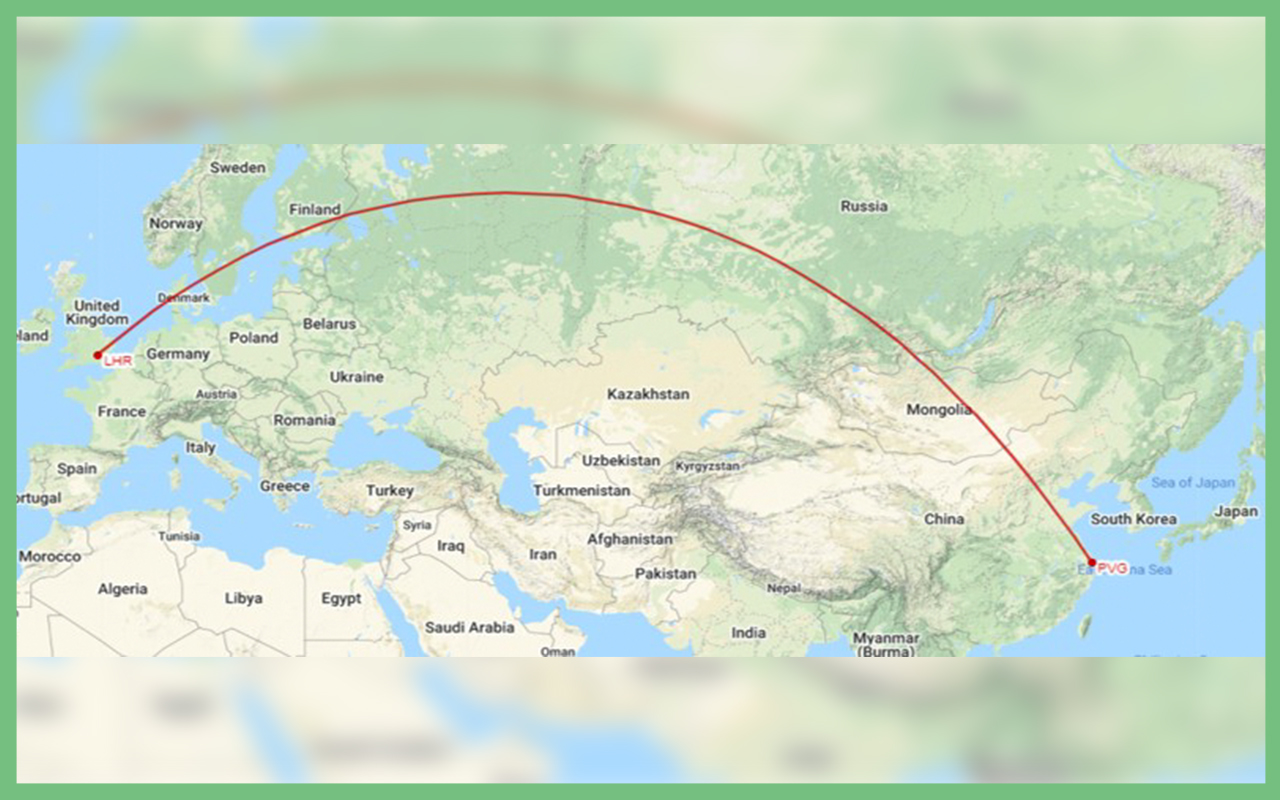 Sweden
Finland
Norway
Russia
Denmark
United
Kingdom
eland
Belarus
Poland
LHR
Germany
Ukraine
Austria
France
Kazakhstan
Mongolia
Romania
Italy
Uzbekistan
Kyrgyzstan
Spain
Greece
Turkey
Turkmenistan
Sea of Japan
ortugal
Japan
China
South Korea
Syria
Tunisia
Afghanistan
Iraq
Iran
Morocco
PVG
Ea
na Sea
Pakistan
Algeria
Nepal
Libya
Egypt
Saudi Arabia
India
Myanmar
(Burma)
Oman